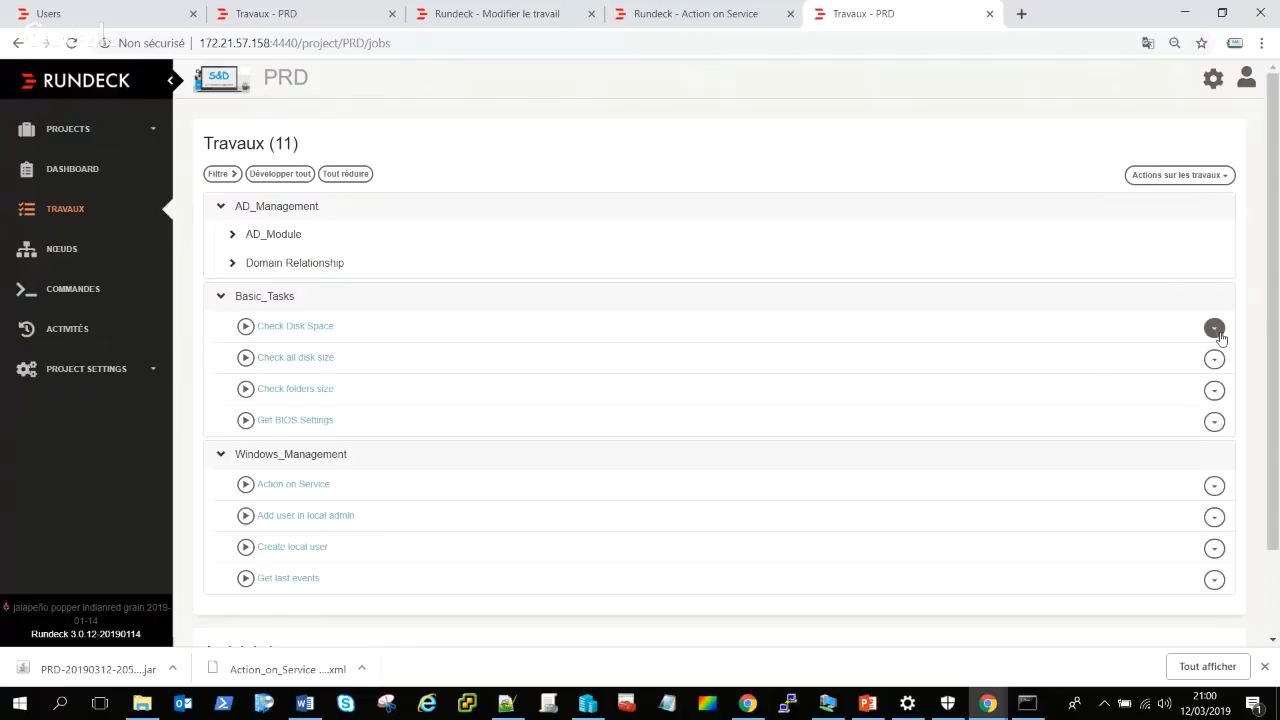 Users
Travaux - PRD
Rundeck - Modifier le travail
Rundeck - Action on Service
Travaux - PRD
Non sécurisé | 172.21.57.158:4440/project/PRD/jobs
RUNDECK
S&D
PRD
PROJECTS
DASHBOARD
TRAVAUX
NŒUDS
COMMANDES
ACTIVITÉS
PROJECT SETTINGS
jalapeño popper indianred grain 2019-
01-14
Rundeck 3.0.12-20190114
Travaux (11)
Filtre
Développer tout
Tout réduire
Actions sur les travaux
AD_Management
AD_Module
Domain Relationship
Basic_Tasks
Check Disk Space
Check all disk size
Check folders size
Get BIOS Settings
Windows_Management
Action on Service
Add user in local admin
Create local user
Get last events
PRD-20190312-205....jar
Action_on_Service ....xml
Tout afficher
21:00
12/03/2019